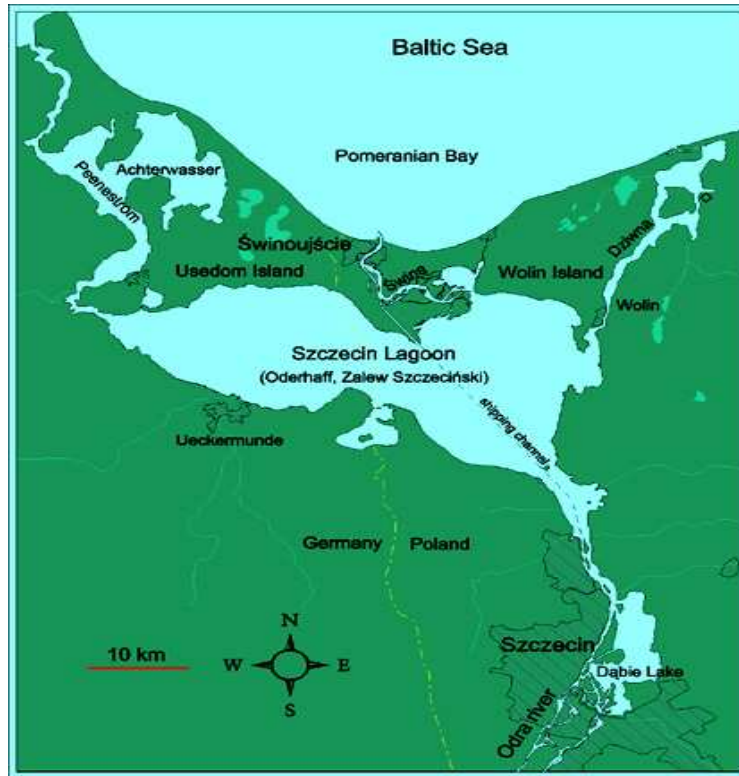 Baltic Sea
Pomeranian Bay
Achterwasser
Peenestrom
Świnoujście
Usedom Island
Świna
Wolin Island
Dziwna
Wolin
Szczecin Lagoon
(Oderhaff, Zalew Szczeciński)
shipping channel
Ueckermunde
Germany
Poland
N
10 km
W
E
S
Szczecin
Dąbie Lake
Odra river